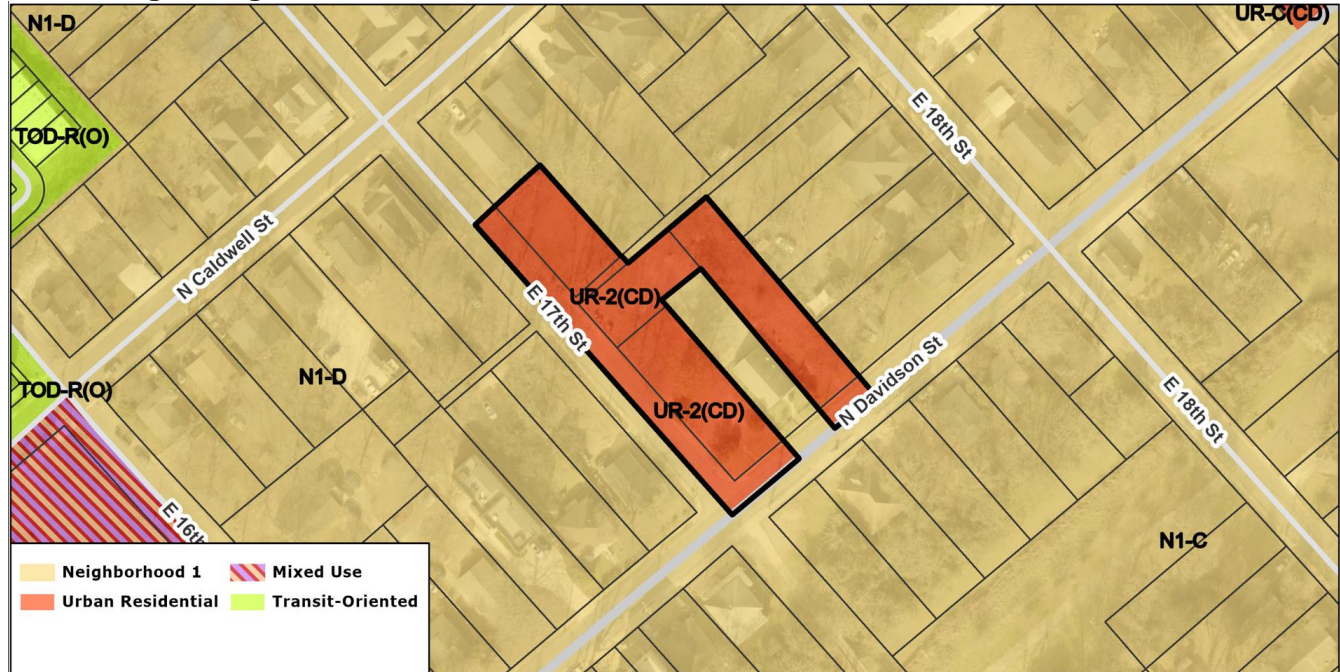 N1-D
UR-C(CD)
TOD-R(O)
E 18th St
N Caldwell St
UR-2(CD)
E 17th St
N1-D
TOD-R(O)
N Davidson St
UR-2(CD)
E 18th St
E 16th
N1-C
Neighborhood 1
Mixed Use
Urban Residential
Transit-Oriented